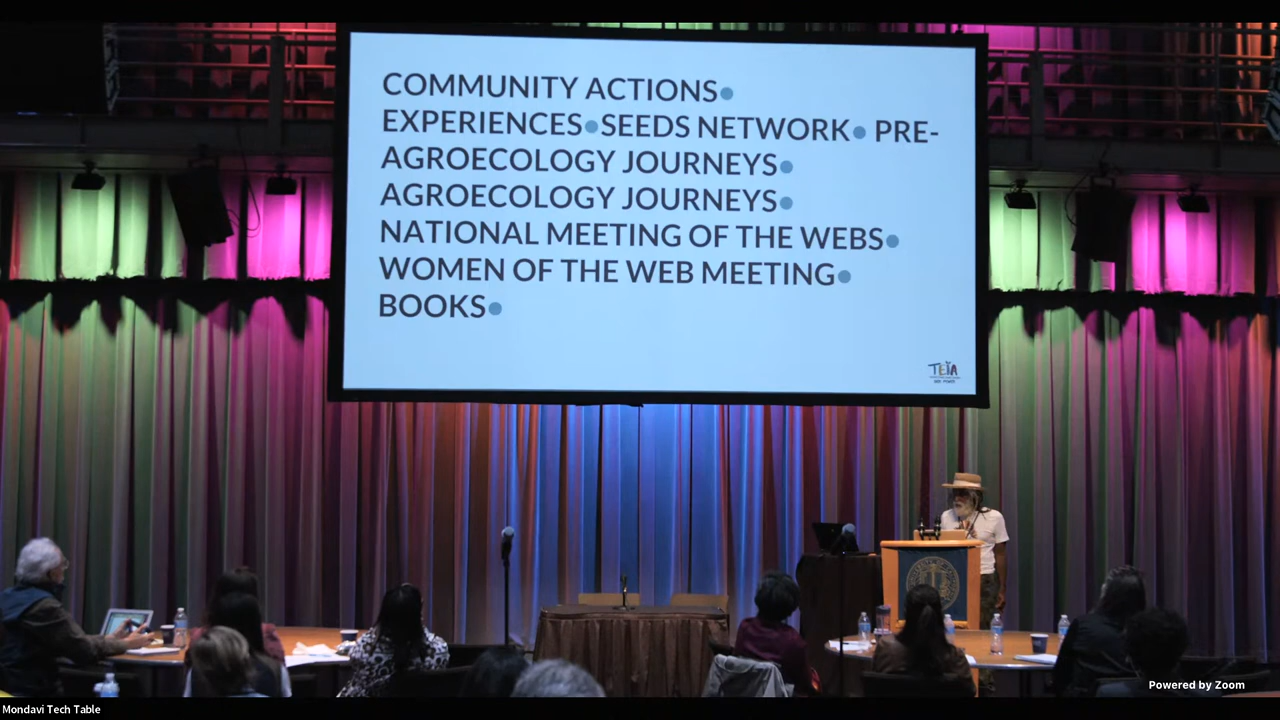 COMMUNITY ACTIONS●
EXPERIENCES●SEEDS NETWORK● PRE-
AGROECOLOGY JOURNEYS●
AGROECOLOGY JOURNEYS●
NATIONAL MEETING OF THE WEBS●
WOMEN OF THE WEB MEETING●
BOOKS●
TEIA
Powered by Zoom
Mondavi Tech Table